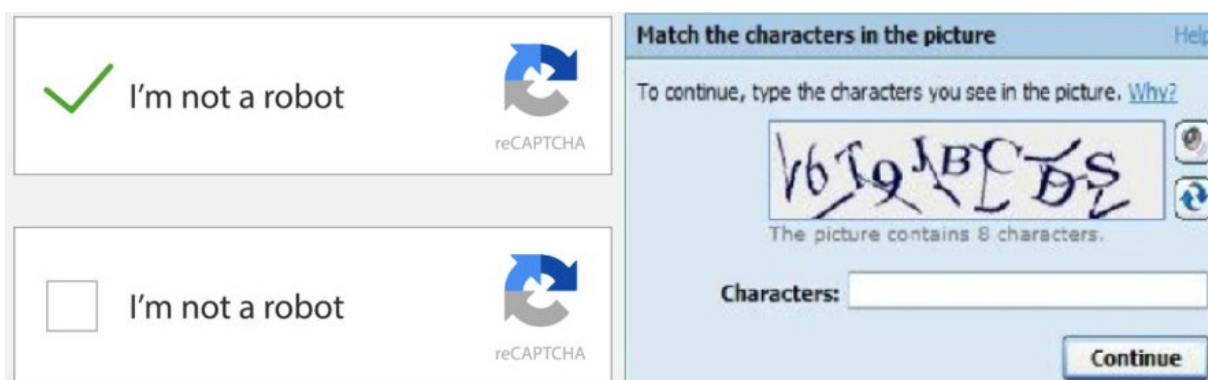 I'm not a robot
reCAPTCHA
I'm not a robot
reCAPTCHA
Match the characters in the picture Help
To continue, type the characters you see in the picture. Why?
The picture contains 8 characters.
Characters:
Continue